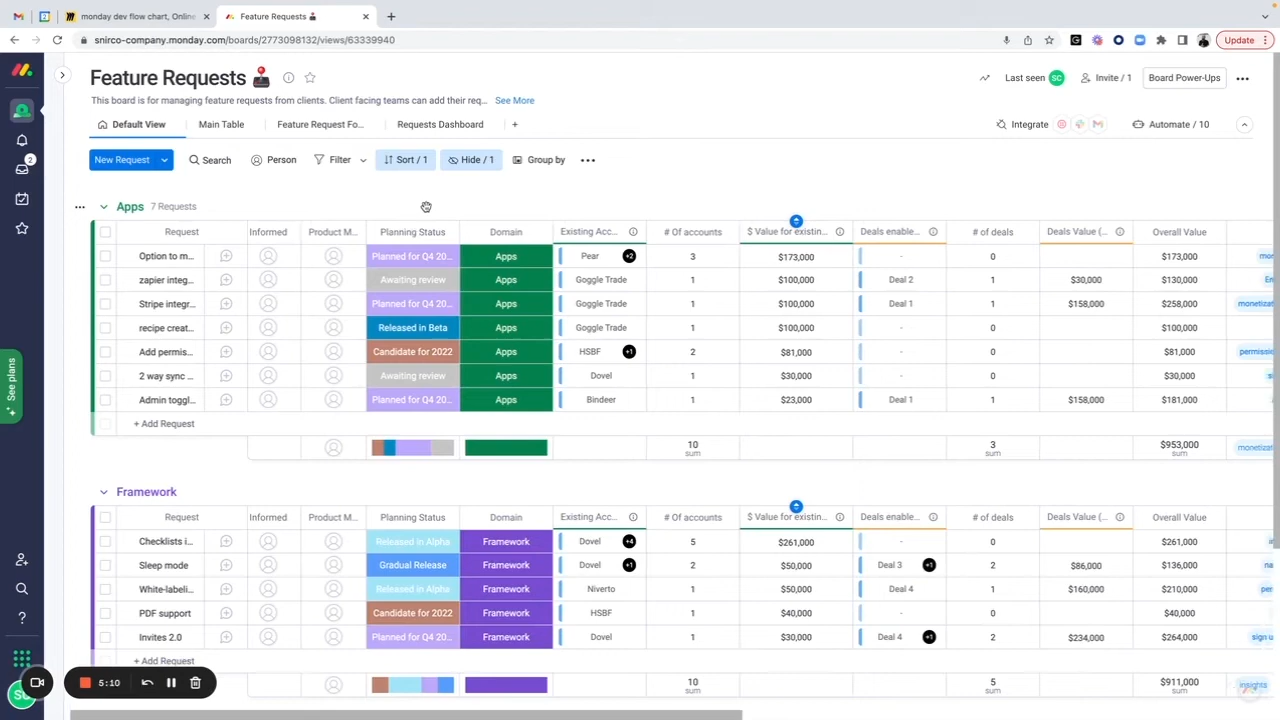 monday dev flow chart, Onlin
Feature Requests
snirco-company.monday.com/boards/2773098132/views/63339940
Update
Feature Requests
Last seen SC Invite / 1 Board Power-Ups
This board is for managing feature requests from clients. Client facing teams can add their req... See More
Default View Main Table Feature Request Fo... Requests Dashboard + Integrate Automate / 10
New Request Search Person Filter Sort / 1 Hide / 1 Group by
Apps 7 Requests
Request Informed Product M... Planning Status Domain Existing Acc... # Of accounts $ Value for existin... Deals enable... # of deals Deals Value (... Overall Value
Option to m... Planned for Q4 20... Apps Pear +2 3 $173,000 - 0 $173,000 mo
zapier integ... Awaiting review Apps Goggle Trade 1 $100,000 Deal 2 1 $30,000 $130,000
Stripe integr... Planned for Q4 20... Apps Goggle Trade 1 $100,000 Deal 1 1 $158,000 $258,000 monetiza
recipe creat... Released in Beta Apps Goggle Trade 1 $100,000 - 0 $100,000
Add permis... Candidate for 2022 Apps HSBF +1 2 $81,000 - 0 $81,000 permissio
2 way sync ... Awaiting review Apps Dovel 1 $30,000 - 0 $30,000 s
Admin toggl... Planned for Q4 20... Apps Bindeer 1 $23,000 Deal 1 1 $158,000 $181,000
+ Add Request
10 3 $953,000 monetizat
sum sum sum
Framework
Request Informed Product M... Planning Status Domain Existing Acc... # Of accounts $ Value for existin... Deals enable... # of deals Deals Value (... Overall Value
Checklists i... Released in Alpha Framework Dovel +4 5 $261,000 - 0 $261,000
Sleep mode Gradual Release Framework Dovel +1 2 $50,000 Deal 3 +1 2 $86,000 $136,000 na
White-labeli... Released in Alpha Framework Niverto 1 $50,000 Deal 4 1 $160,000 $210,000 per
PDF support Candidate for 2022 Framework HSBF 1 $40,000 - 0 $40,000
Invites 2.0 Planned for Q4 20... Framework Dovel 1 $30,000 Deal 4 +1 2 $234,000 $264,000 sign u
+ Add Request
10 5 $911,000 insights
sum sum sum
See plans
2
5:10